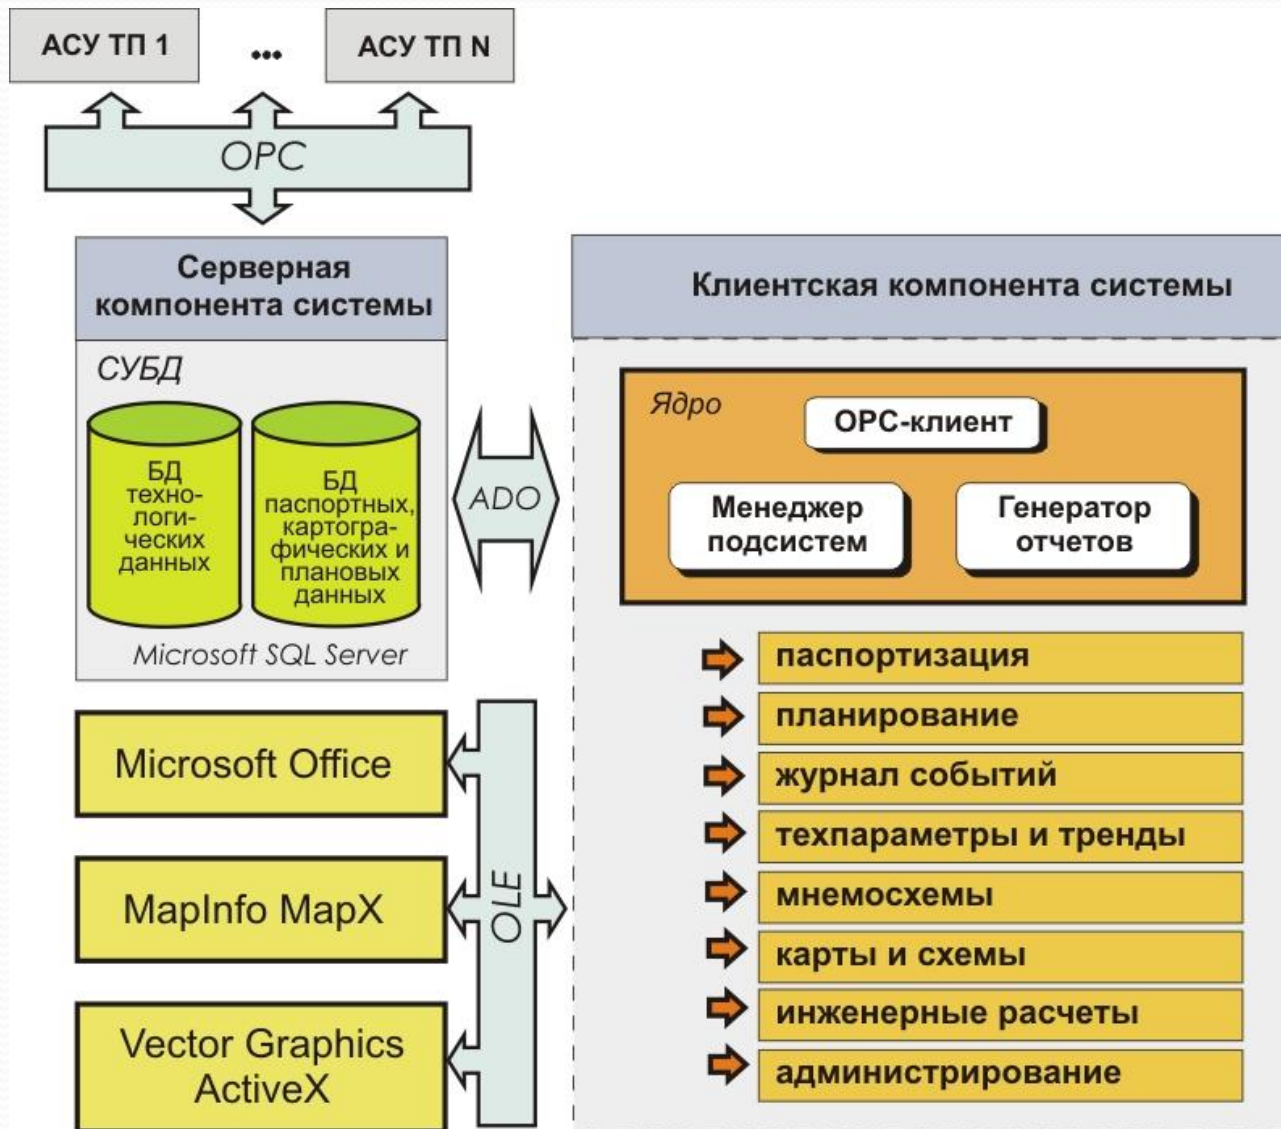 АСУ ТП 1
...
АСУ ТП N
OPC
Серверная
компонента системы
СУБД
БД
техно-
логи-
ческих
данных
БД
паспортных,
картогра-
фических и
плановых
данных
Microsoft SQL Server
ADO
Клиентская компонента системы
Ядро
OPC-клиент
Менеджер
подсистем
Генератор
отчетов
паспортизация
планирование
журнал событий
техпараметры и тренды
мнемосхемы
карты и схемы
инженерные расчеты
администрирование
Microsoft Office
MapInfo MapX
Vector Graphics
ActiveX
OLE